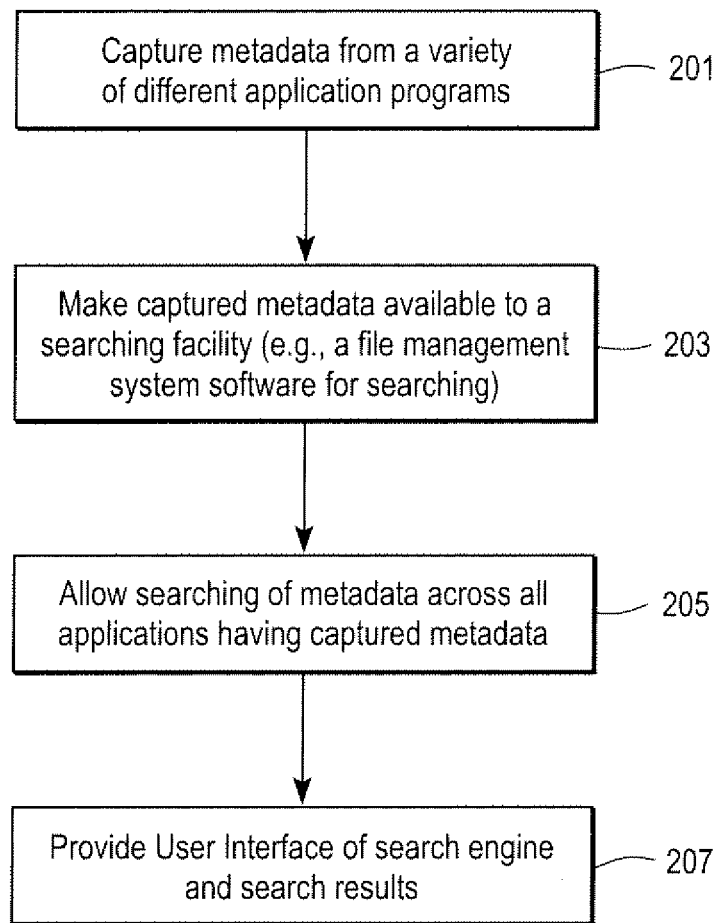 Capture metadata from a variety
of different application programs
201
Make captured metadata available to a
searching facility (e.g., a file management
system software for searching)
203
Allow searching of metadata across all
applications having captured metadata
205
Provide User Interface of search engine
and search results
207